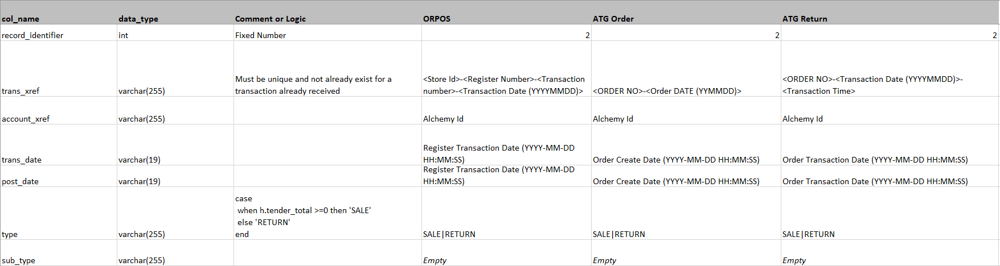 col_name data_type Comment or Logic ORPOS ATG Order ATG Return
record_identifier int Fixed Number 2 2 2
trans_xref varchar(255) Must be unique and not already exist for a
transaction already received <Store Id>-<Register Number>-<Transaction
number>-<Transaction Date (YYYYMMDD)> <ORDER NO>-<Order DATE (YYMMDD)> <ORDER NO>-<Transaction Date (YYYYMMDD)>-
<Transaction Time>
account_xref varchar(255) Alchemy Id Alchemy Id Alchemy Id
trans_date varchar(19) Register Transaction Date (YYYY-MM-DD
HH:MM:SS) Order Create Date (YYYY-MM-DD HH:MM:SS) Order Transaction Date (YYYY-MM-DD HH:MM:SS)
post_date varchar(19) Register Transaction Date (YYYY-MM-DD
HH:MM:SS) Order Create Date (YYYY-MM-DD HH:MM:SS) Order Transaction Date (YYYY-MM-DD HH:MM:SS)
type varchar(255) case
when h.tender_total >=0 then 'SALE'
else 'RETURN'
end SALE|RETURN SALE|RETURN SALE|RETURN
sub_type varchar(255) Empty Empty Empty